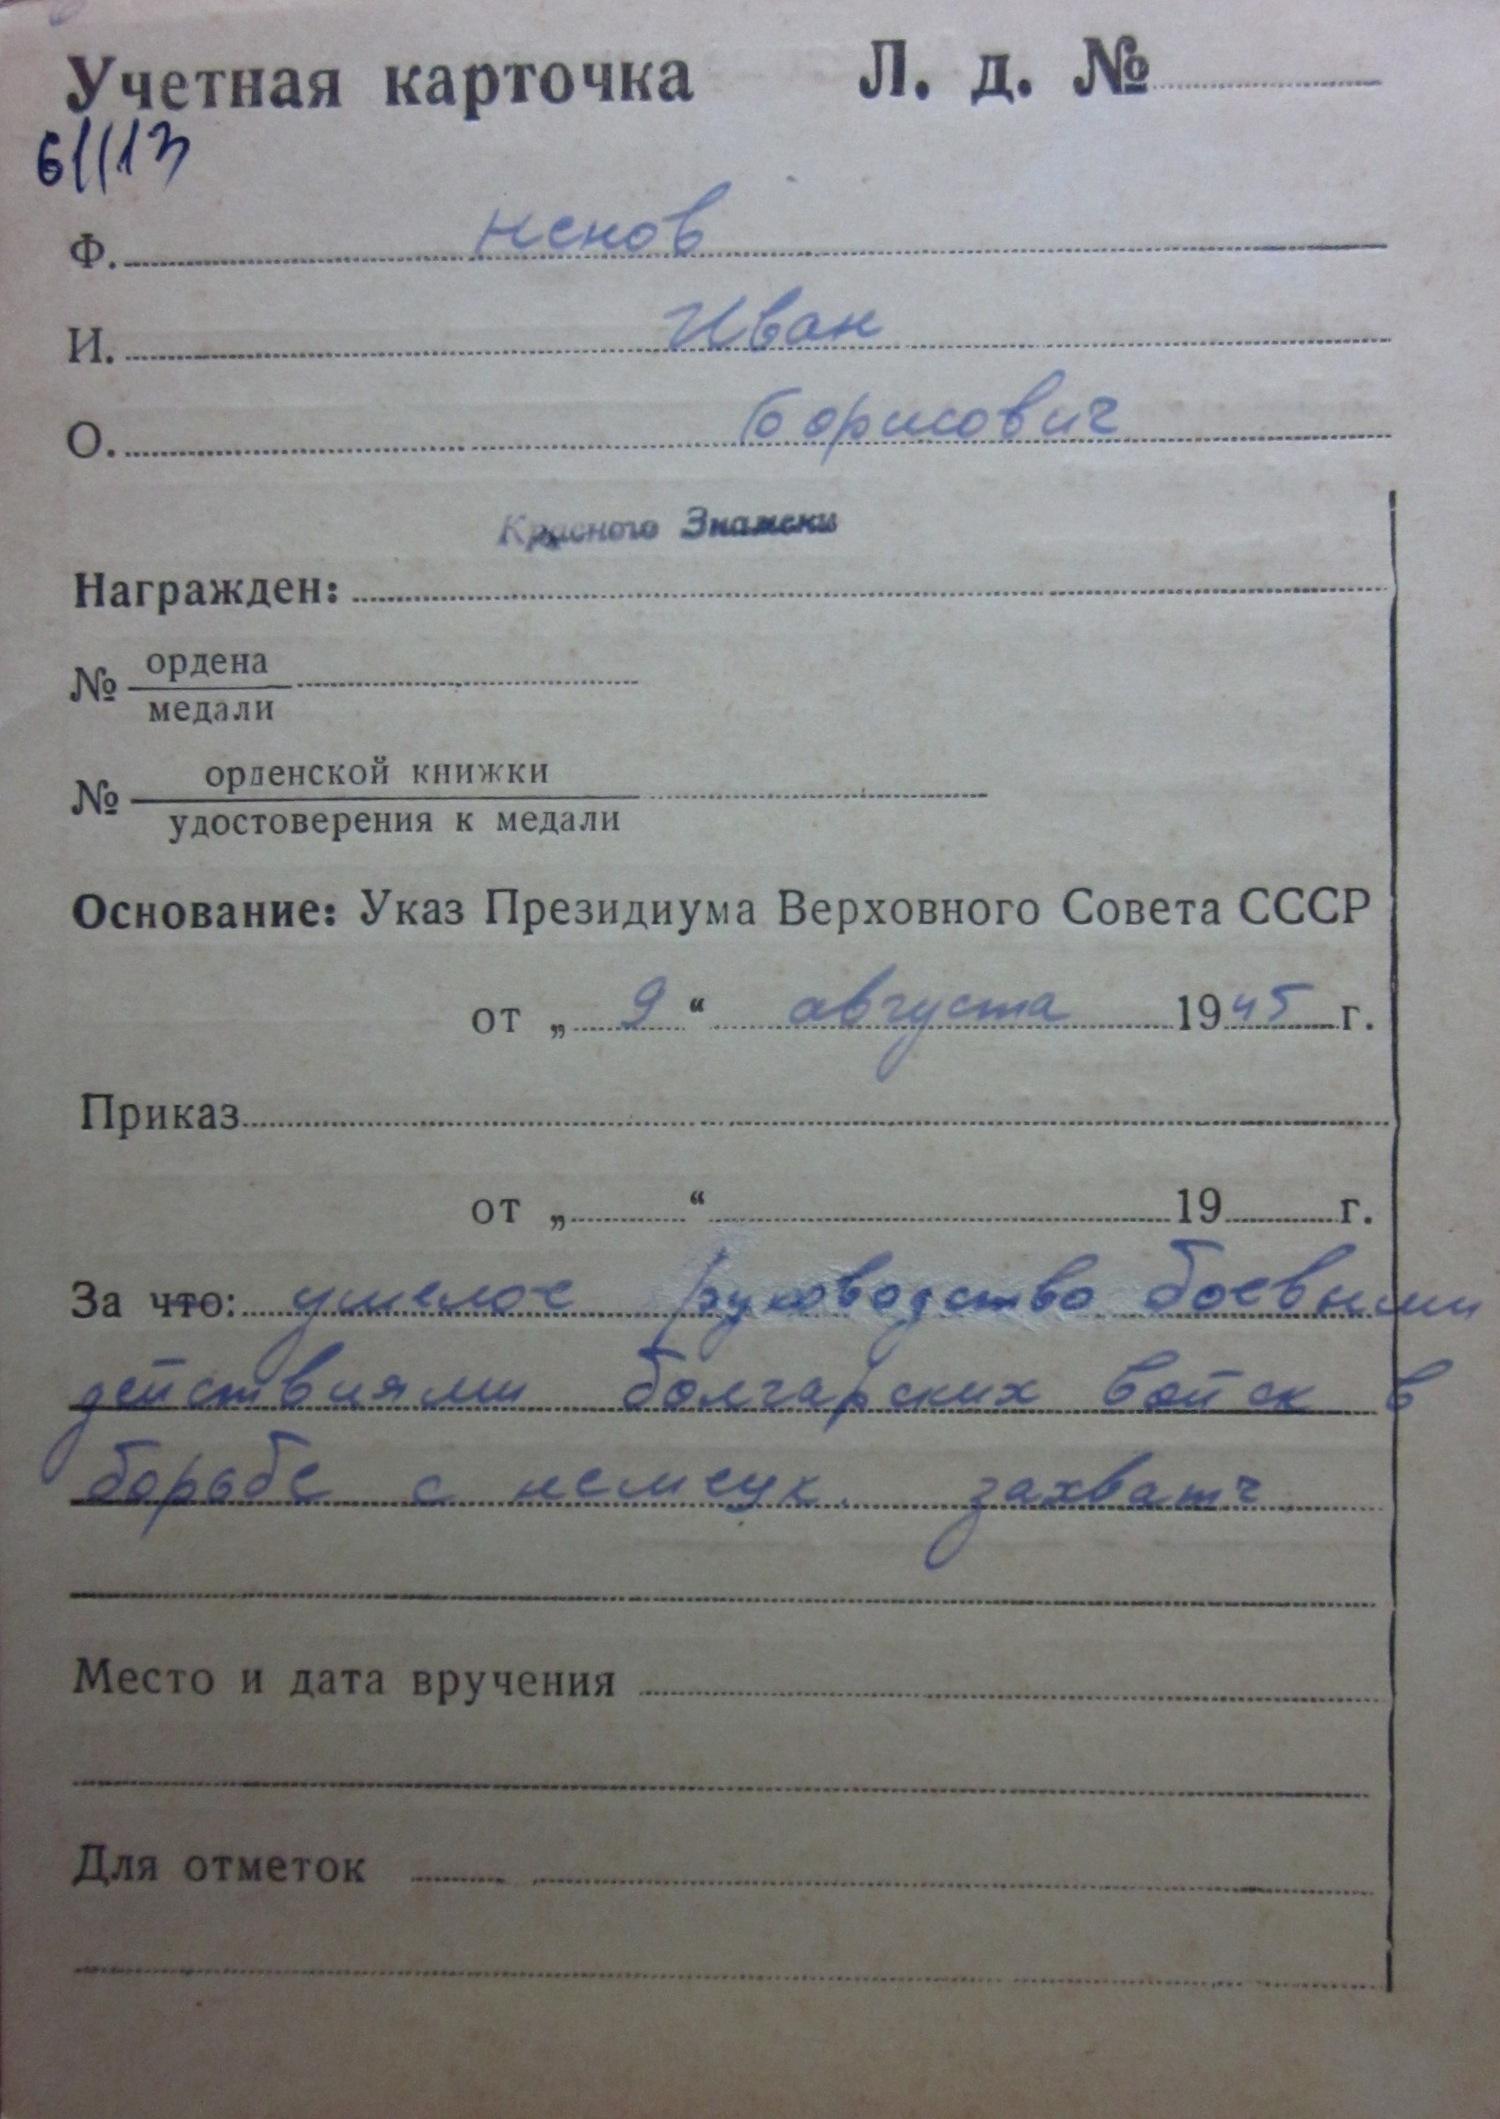 Учетная карточка Л. д. №
61113
Ф. Ненов
И. Иван
О. Борисович
Красного Знамени
Награжден:
№ ордена
медали
№ орденской книжки
удостоверения к медали
Основание: Указ Президиума Верховного Совета СССР
от „ 9 “ августа 1945 г.
Приказ
от „ “ 19 г.
За что: умелое руководство боевыми
действиями болгарских войск в
борьбе с немецк. захватч.
Место и дата вручения
Для отметок